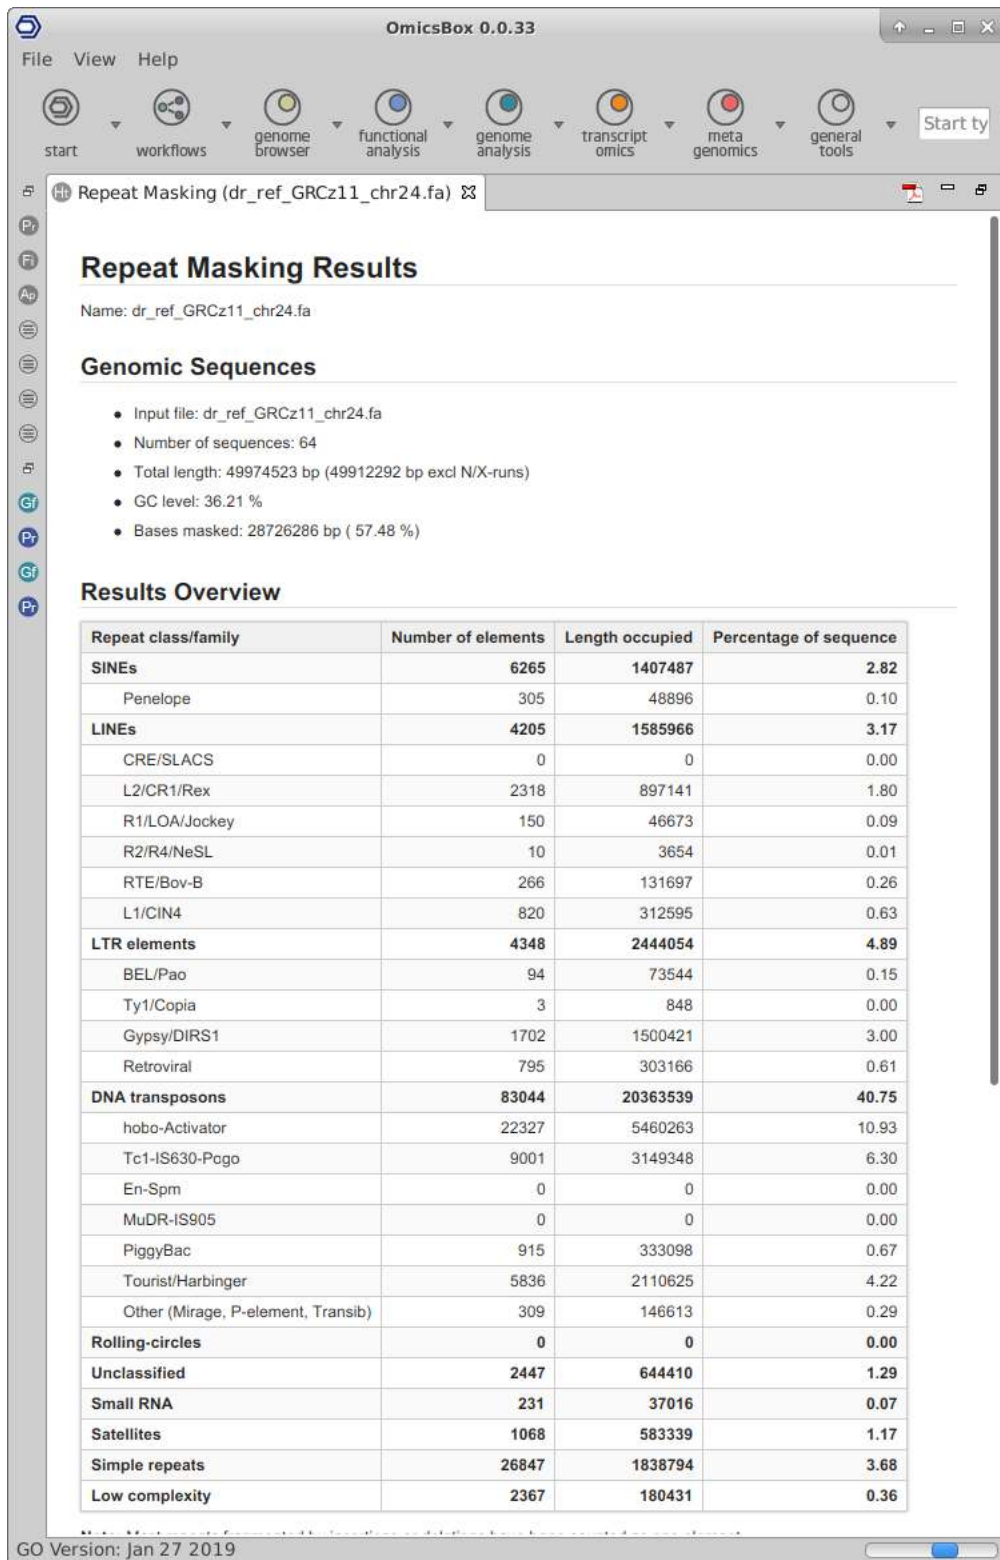 OmicsBox 0.0.33
File View Help
start workflows genome browser functional analysis genome analysis transcript omics meta genomics general tools Start ty
Repeat Masking (dr_ref_GRCz11_chr24.fa)
Repeat Masking Results
Name: dr_ref_GRCz11_chr24.fa
Genomic Sequences
Input file: dr_ref_GRCz11_chr24.fa
Number of sequences: 64
Total length: 49974523 bp (49912292 bp excl N/X-runs)
GC level: 36.21 %
Bases masked: 28726286 bp ( 57.48 %)
Results Overview
Repeat class/family Number of elements Length occupied Percentage of sequence
SINEs 6265 1407487 2.82
Penelope 305 48896 0.10
LINEs 4205 1585966 3.17
CRE/SLACS 0 0 0.00
L2/CR1/Rex 2318 897141 1.80
R1/LOA/Jockey 150 46673 0.09
R2/R4/NeSL 10 3654 0.01
RTE/Bov-B 266 131697 0.26
L1/CIN4 820 312595 0.63
LTR elements 4348 2444054 4.89
BEL/Pao 94 73544 0.15
Ty1/Copia 3 848 0.00
Gypsy/DIRS1 1702 1500421 3.00
Retroviral 795 303166 0.61
DNA transposons 83044 20363539 40.75
hobo-Activator 22327 5460263 10.93
Tc1-IS630-Pogo 9001 3149348 6.30
En-Spm 0 0 0.00
MuDR-IS905 0 0 0.00
PiggyBac 915 333098 0.67
Tourist/Harbinger 5836 2110625 4.22
Other (Mirage, P-element, Transib) 309 146613 0.29
Rolling-circles 0 0 0.00
Unclassified 2447 644410 1.29
Small RNA 231 37016 0.07
Satellites 1068 583339 1.17
Simple repeats 26847 1838794 3.68
Low complexity 2367 180431 0.36
GO Version: Jan 27 2019